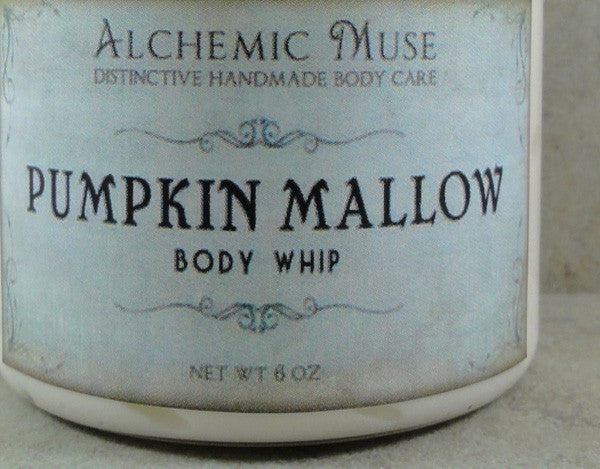 Alchemic Muse
Distinctive Handmade Body Care
PUMPKIN MALLOW
BODY WHIP
NET WT 6 OZ